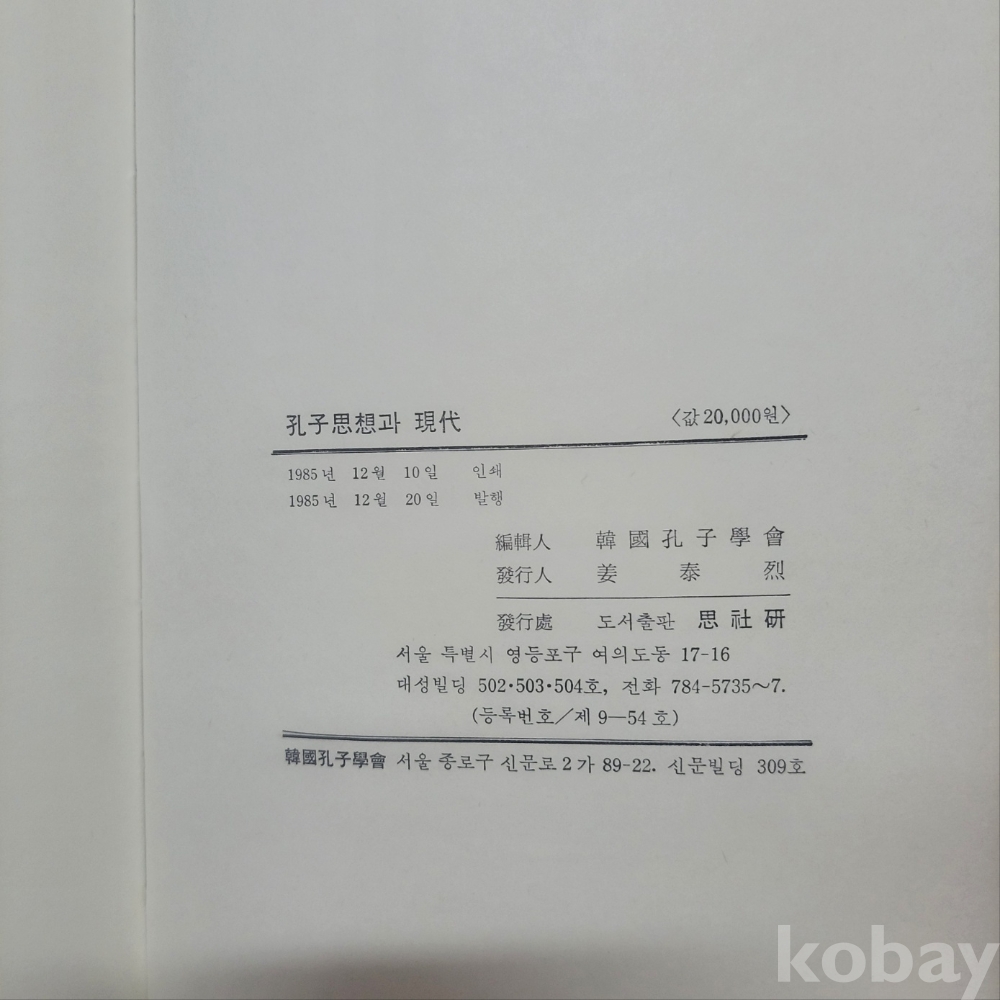 孔子思想과 現代 〈값 20,000원〉
1985년 12월 10일 인쇄
1985년 12월 20일 발행
編輯人 韓國孔子學會
發行人 姜泰烈
發行處 도서출판 思社研
서울 특별시 영등포구 여의도동 17-16
대성빌딩 502·503·504호, 전화 784-5735~7.
(등록번호/제 9—54 호)
韓國孔子學會 서울 종로구 신문로 2가 89-22. 신문빌딩 309호
kobay